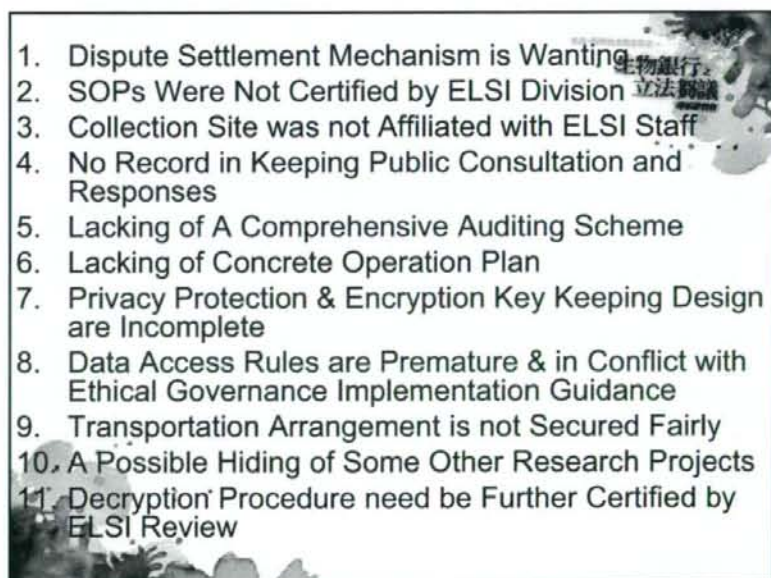 1. Dispute Settlement Mechanism is Wanting
生物銀行
立法芻議
2. SOPs Were Not Certified by ELSI Division
3. Collection Site was not Affiliated with ELSI Staff
4. No Record in Keeping Public Consultation and
Responses
5. Lacking of A Comprehensive Auditing Scheme
6. Lacking of Concrete Operation Plan
7. Privacy Protection & Encryption Key Keeping Design
are Incomplete
8. Data Access Rules are Premature & in Conflict with
Ethical Governance Implementation Guidance
9. Transportation Arrangement is not Secured Fairly
10. A Possible Hiding of Some Other Research Projects
11. Decryption Procedure need be Further Certified by
ELSI Review